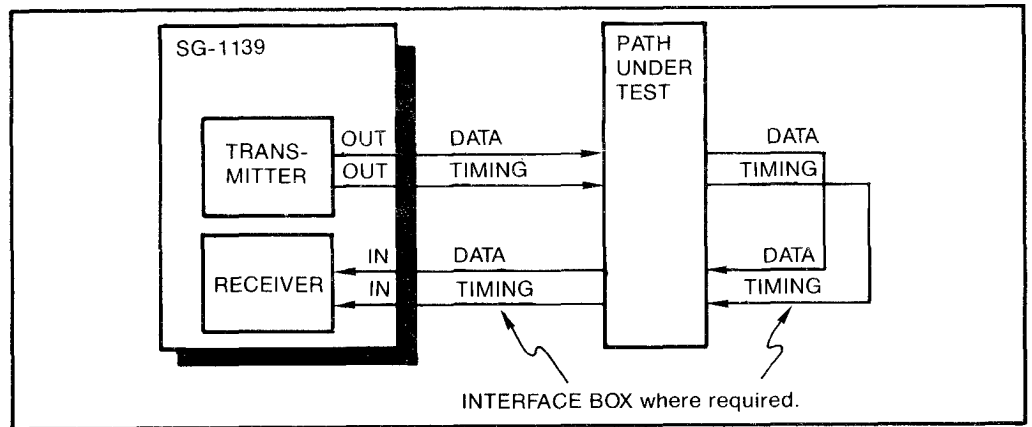 SG-1139
PATH
UNDER
TEST
TRANS-
MITTER
OUT DATA
OUT TIMING
DATA
TIMING
RECEIVER
IN DATA
IN TIMING
DATA
TIMING
INTERFACE BOX where required.